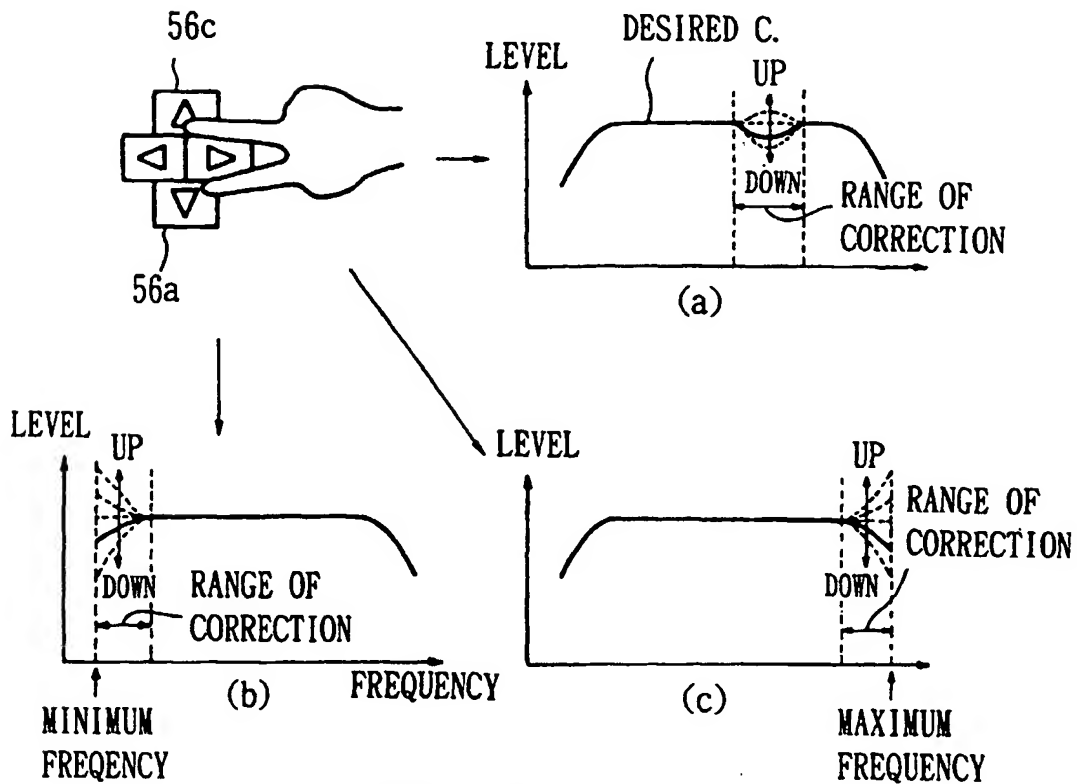 56c
56a
DESIRED C.
LEVEL
UP
DOWN
RANGE OF
CORRECTION
(a)
LEVEL
UP
DOWN
RANGE OF
CORRECTION
(b)
FREQUENCY
MINIMUM
FREQENCY
LEVEL
UP
RANGE OF
CORRECTION
DOWN
(c)
MAXIMUM
FREQUENCY